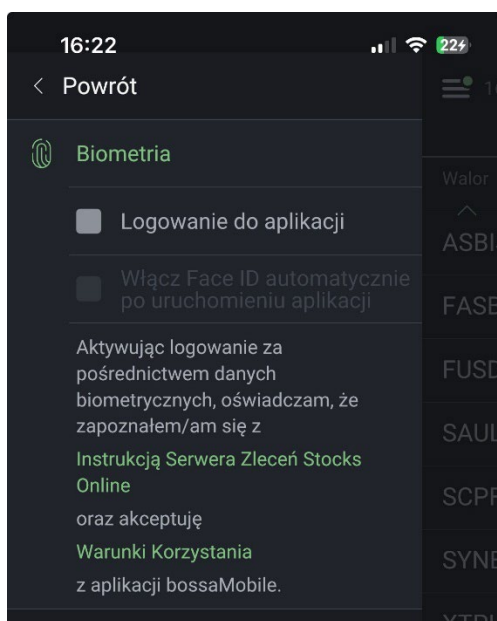 16:22
22
Powrót
Biometria
Logowanie do aplikacji
Włącz Face ID automatycznie
po uruchomieniu aplikacji
Aktywując logowanie za
pośrednictwem danych
biometrycznych, oświadczam, że
zapoznałem/am się z
Instrukcją Serwera Zleceń Stocks
Online
oraz akceptuję
Warunki Korzystania
z aplikacji bossaMobile.
Walor
ASBI
FASE
FUSD
SAUL
SCPF
SYNE